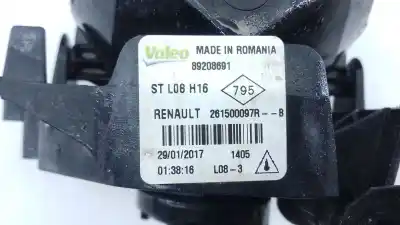 Valeo MADE IN ROMANIA
89208691
ST L08 H16 795
RENAULT 261500097R--B
29/01/2017 1405
01:38:16 L08-3